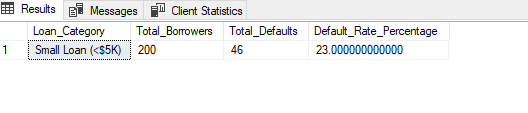 Results Messages Client Statistics
Loan_Category Total_Borrowers Total_Defaults Default_Rate_Percentage
1 Small Loan (<$5K) 200 46 23.000000000000